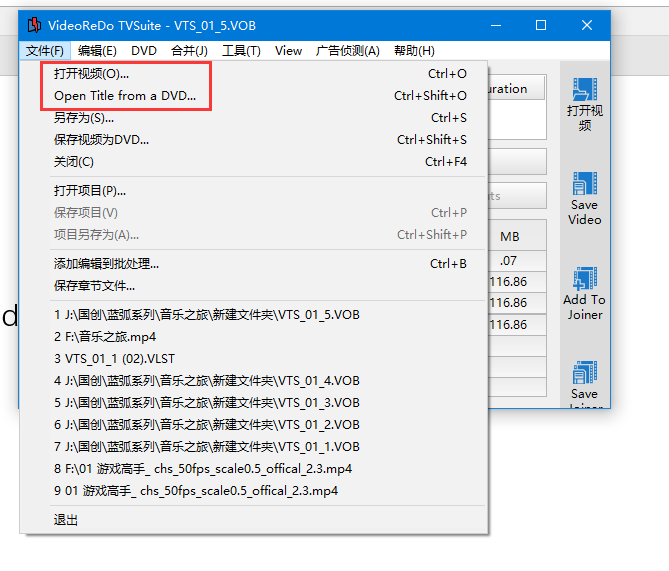 VideoReDo TVSuite - VTS_01_5.VOB
文件(F) 编辑(E) DVD 合并(J) 工具(T) View 广告侦测(A) 帮助(H)
打开视频(O)... Ctrl+O
Open Title from a DVD... Ctrl+Shift+O
另存为(S)... Ctrl+S
保存视频为DVD... Ctrl+Shift+S
关闭(C) Ctrl+F4
打开项目(P)...
保存项目(V) Ctrl+P
项目另存为(A)... Ctrl+Shift+P
添加编辑到批处理... Ctrl+B
保存章节文件...
1 J:\国创\蓝弧系列\音乐之旅\新建文件夹\VTS_01_5.VOB
2 F:\音乐之旅.mp4
3 VTS_01_1 (02).VLST
4 J:\国创\蓝弧系列\音乐之旅\新建文件夹\VTS_01_4.VOB
5 J:\国创\蓝弧系列\音乐之旅\新建文件夹\VTS_01_3.VOB
6 J:\国创\蓝弧系列\音乐之旅\新建文件夹\VTS_01_2.VOB
7 J:\国创\蓝弧系列\音乐之旅\新建文件夹\VTS_01_1.VOB
8 F:\01 游戏高手_ chs_50fps_scale0.5_offical_2.3.mp4
9 01 游戏高手_ chs_50fps_scale0.5_offical_2.3.mp4
退出
uration
uts
MB
.07
116.86
116.86
116.86
打开视
频
Save
Video
Add To
Joiner
Save
Joiner
d